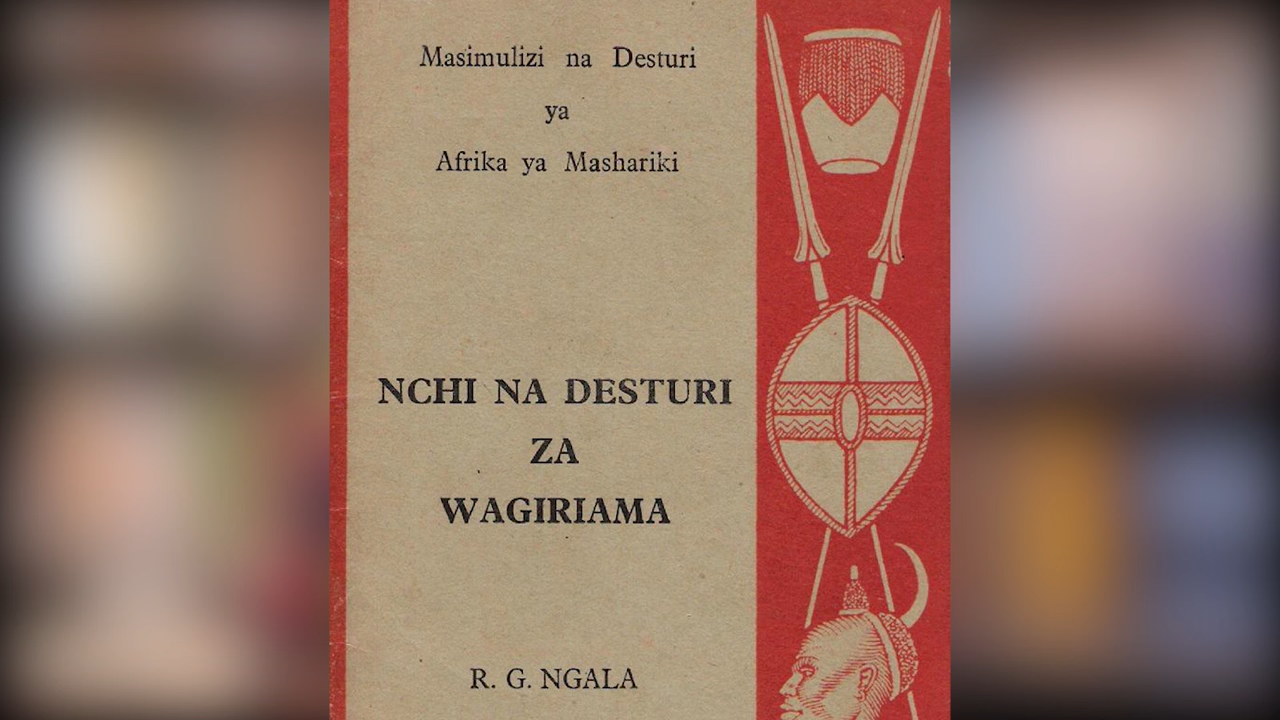 Masimulizi na Desturi
ya
Afrika ya Mashariki
NCHI NA DESTURI
ZA
WAGIRIAMA
R. G. NGALA